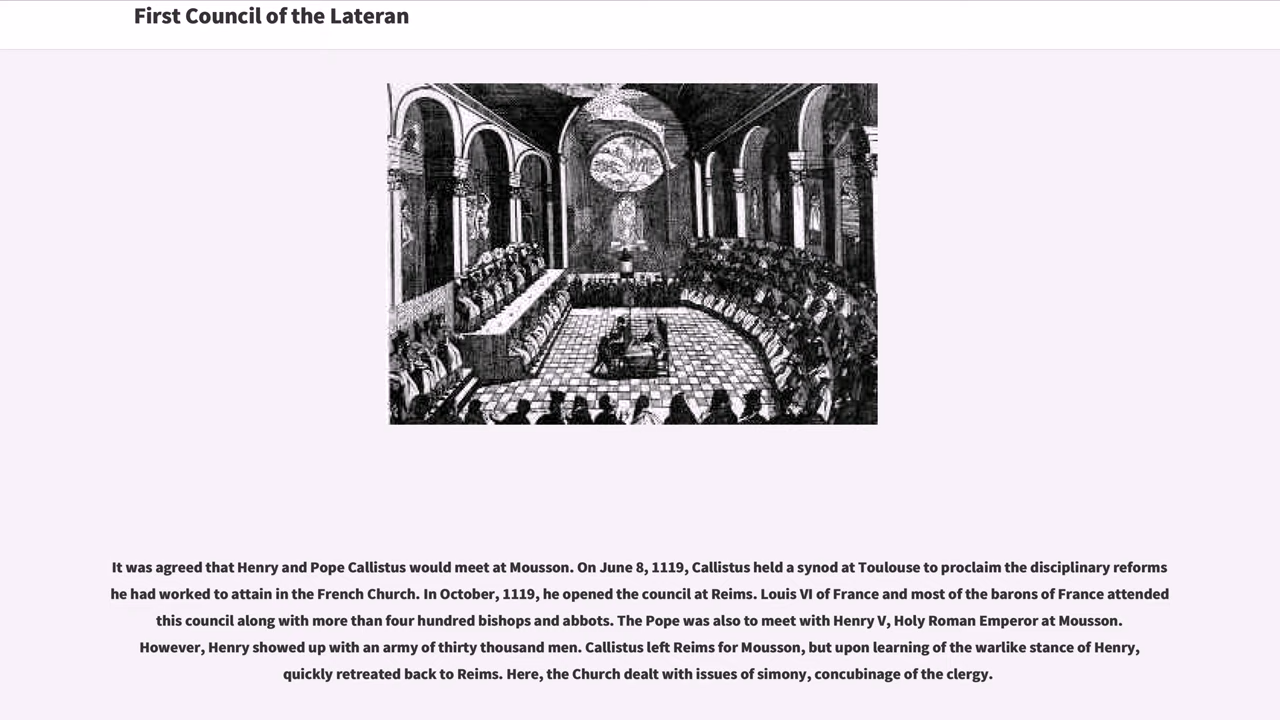 First Council of the Lateran
It was agreed that Henry and Pope Callistus would meet at Mousson. On June 8, 1119, Callistus held a synod at Toulouse to proclaim the disciplinary reforms
he had worked to attain in the French Church. In October, 1119, he opened the council at Reims. Louis VI of France and most of the barons of France attended
this council along with more than four hundred bishops and abbots. The Pope was also to meet with Henry V, Holy Roman Emperor at Mousson.
However, Henry showed up with an army of thirty thousand men. Callistus left Reims for Mousson, but upon learning of the warlike stance of Henry,
quickly retreated back to Reims. Here, the Church dealt with issues of simony, concubinage of the clergy.